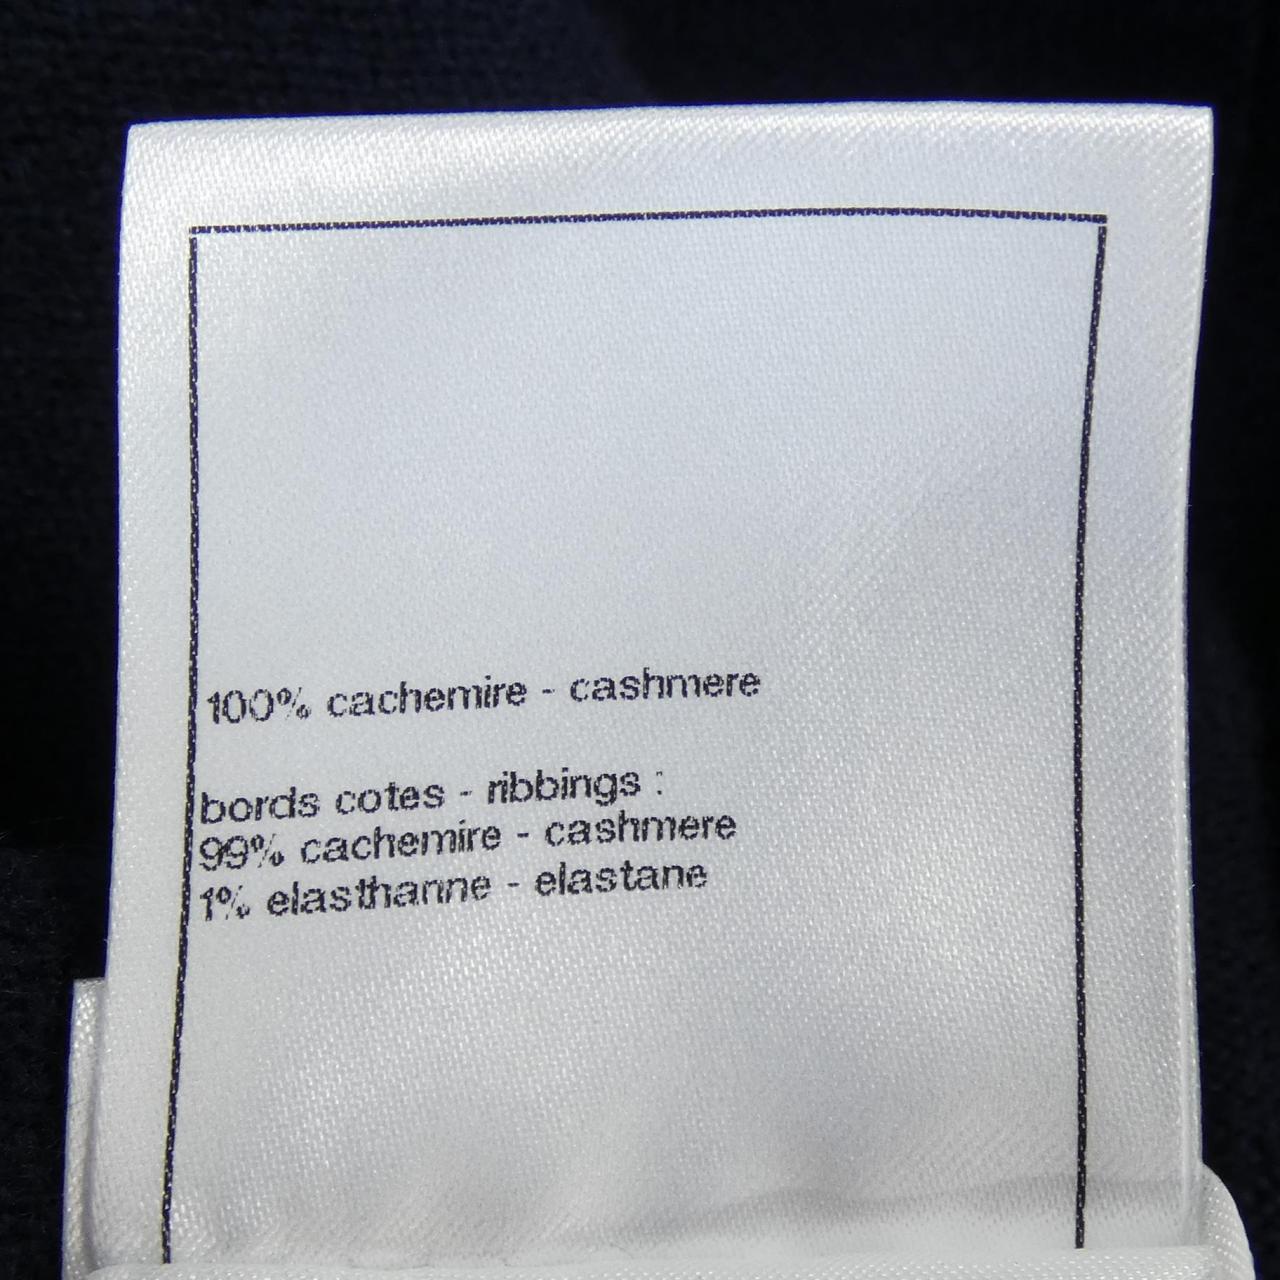 100% cachemire - cashmere
bords cotes - ribbings :
99% cachemire - cashmere
1% elasthanne - elastane